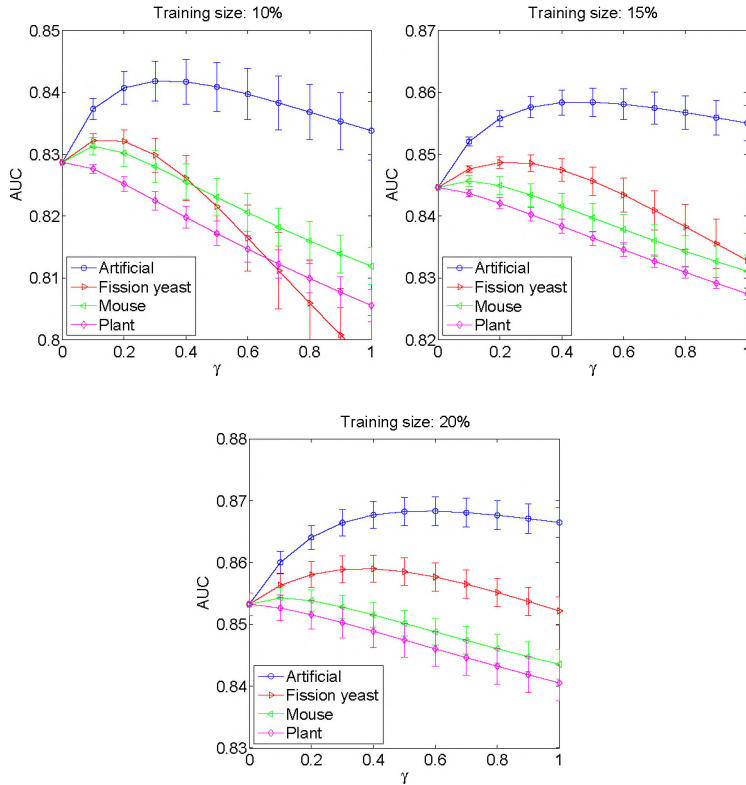 Training size: 10%
0.85
0.84
0.83
0.82
0.81
0.8
AUC
Artificial
Fission yeast
Mouse
Plant
0
0.2
0.4
0.6
0.8
1
γ
Training size: 15%
0.87
0.86
0.85
0.84
0.83
0.82
AUC
Artificial
Fission yeast
Mouse
Plant
0
0.2
0.4
0.6
0.8
1
γ
Training size: 20%
0.88
0.87
0.86
0.85
0.84
0.83
AUC
Artificial
Fission yeast
Mouse
Plant
0
0.2
0.4
0.6
0.8
1
γ